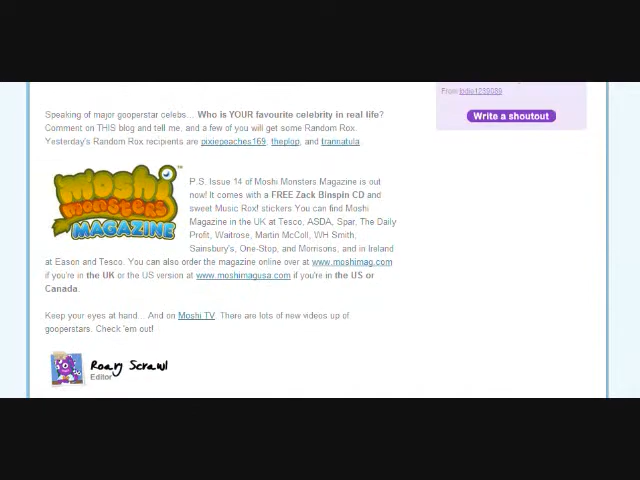 From:lodie1239089
Write a shoutout
Speaking of major gooperstar celebs... Who is YOUR favourite celebrity in real life?
Comment on THIS blog and tell me, and a few of you will get some Random Rox.
Yesterday's Random Rox recipients are pixiepeaches169, theplop, and trannatula.
moshi
monsters
MAGAZINE
P.S. Issue 14 of Moshi Monsters Magazine is out
now! It comes with a FREE Zack Binspin CD and
sweet Music Rox! stickers You can find Moshi
Magazine in the UK at Tesco, ASDA, Spar, The Daily
Profit, Waitrose, Martin McColl, WH Smith,
Sainsbury's, One-Stop, and Morrisons, and in Ireland
at Eason and Tesco. You can also order the magazine online over at www.moshimag.com
if you're in the UK or the US version at www.moshimagusa.com if you're in the US or
Canada.
Keep your eyes at hand... And on Moshi TV. There are lots of new videos up of
gooperstars. Check 'em out!
Roary Scrawl
Editor